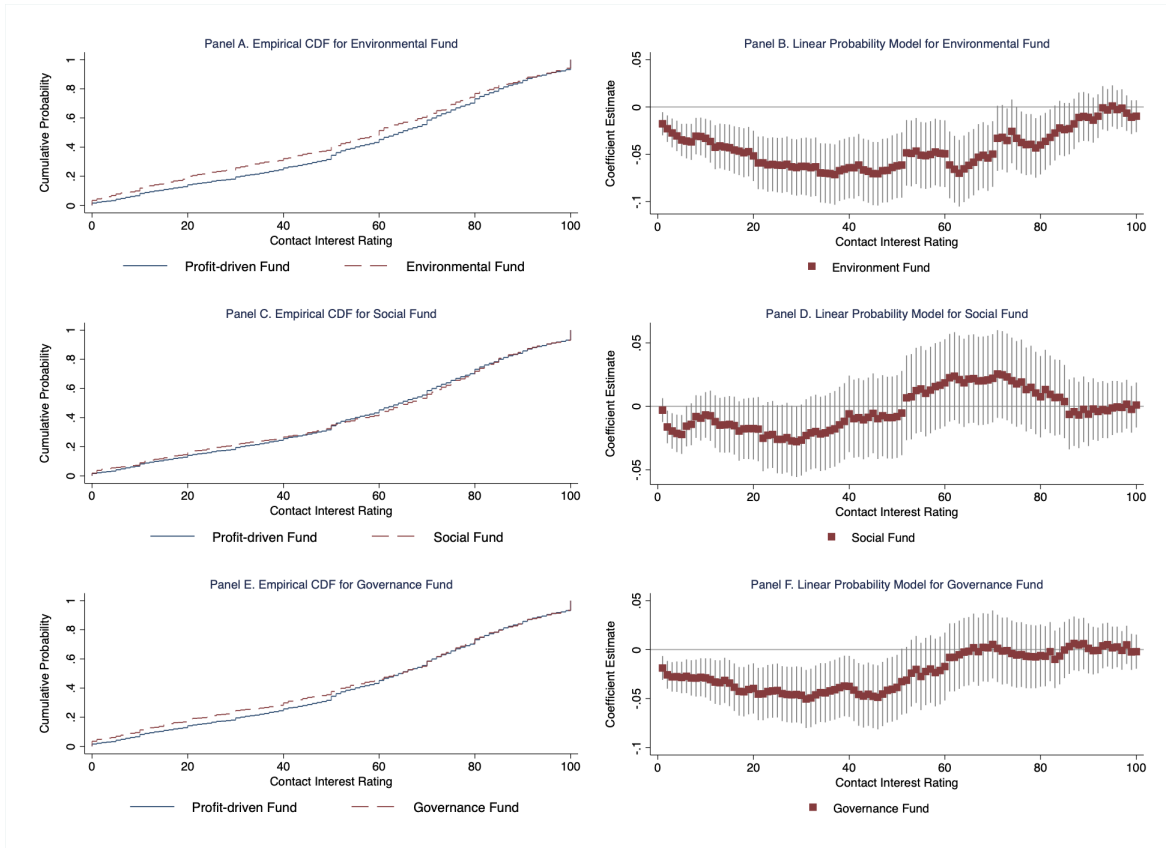 Panel A. Empirical CDF for Environmental Fund
Cumulative Probability
1
.8
.6
.4
.2
0
0 20 40 60 80 100
Contact Interest Rating
Profit-driven Fund Environmental Fund
Panel B. Linear Probability Model for Environmental Fund
Coefficient Estimate
.05
0
-.05
-.1
0 20 40 60 80 100
Contact Interest Rating
Environment Fund
Panel C. Empirical CDF for Social Fund
Cumulative Probability
1
.8
.6
.4
.2
0
0 20 40 60 80 100
Contact Interest Rating
Profit-driven Fund Social Fund
Panel D. Linear Probability Model for Social Fund
Coefficient Estimate
.05
0
-.05
0 20 40 60 80 100
Contact Interest Rating
Social Fund
Panel E. Empirical CDF for Governance Fund
Cumulative Probability
1
.8
.6
.4
.2
0
0 20 40 60 80 100
Contact Interest Rating
Profit-driven Fund Governance Fund
Panel F. Linear Probability Model for Governance Fund
Coefficient Estimate
.05
0
-.05
-.1
0 20 40 60 80 100
Contact Interest Rating
Governance Fund